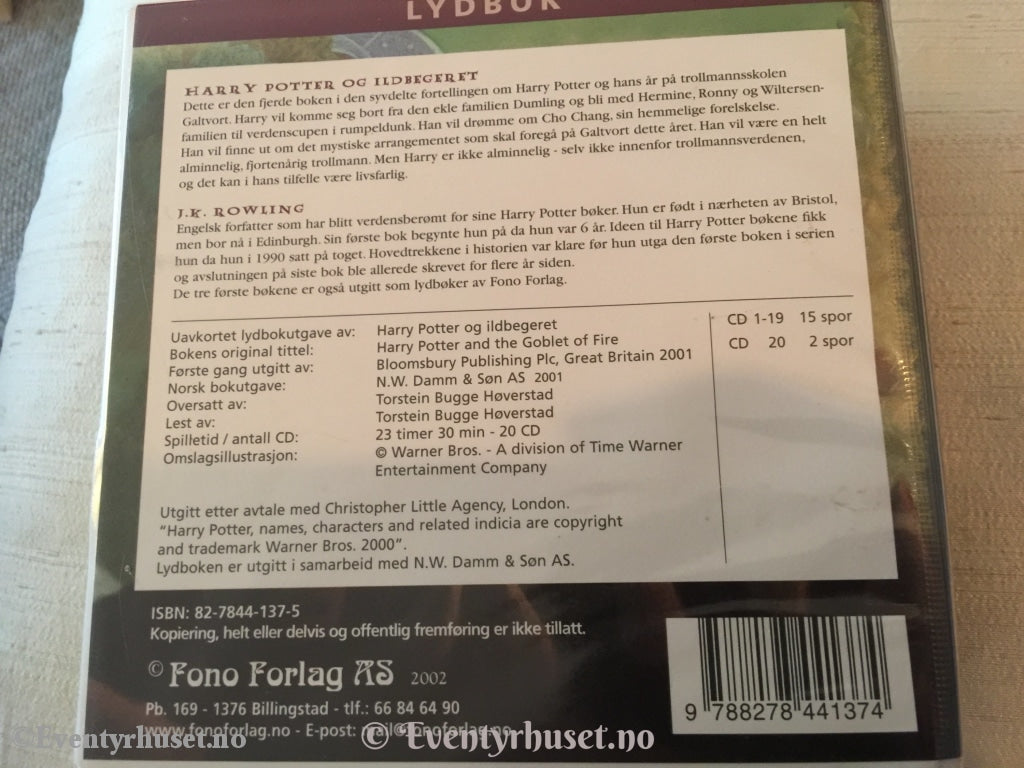 LYDBOK
HARRY POTTER OG ILDBEGERET
Dette er den fjerde boken i den syvdelte fortellingen om Harry Potter og hans år på trollmannsskolen
Galtvort. Harry vil komme seg bort fra den ekle familien Dumling og bli med Hermine, Ronny og Wiltersen-
familien til verdenscupen i rumpeldunk. Han vil drømme om Cho Chang, sin hemmelige forelskelse.
Han vil finne ut om det mystiske arrangementet som skal foregå på Galtvort dette året. Han vil være en helt
alminnelig, fjortenårig trollmann. Men Harry er ikke alminnelig - selv ikke innenfor trollmannsverdenen,
og det kan i hans tilfelle være livsfarlig.
J.K. ROWLING
Engelsk forfatter som har blitt verdensberømt for sine Harry Potter bøker. Hun er født i nærheten av Bristol,
men bor nå i Edinburgh. Sin første bok begynte hun på da hun var 6 år. Ideen til Harry Potter bøkene fikk
hun da hun i 1990 satt på toget. Hovedtrekkene i historien var klare før hun utga den første boken i serien
og avslutningen på siste bok ble allerede skrevet for flere år siden.
De tre første bøkene er også utgitt som lydbøker av Fono Forlag.
Uavkortet lydbokutgave av: Harry Potter og ildbegeret
Bokens original tittel: Harry Potter and the Goblet of Fire
Første gang utgitt av: Bloomsbury Publishing Plc, Great Britain 2001
Norsk bokutgave: N.W. Damm & Søn AS 2001
Oversatt av: Torstein Bugge Høverstad
Lest av: Torstein Bugge Høverstad
Spilletid / antall CD: 23 timer 30 min - 20 CD
Omslagsillustrasjon: © Warner Bros. - A division of Time Warner
Entertainment Company
CD 1-19 15 spor
CD 20 2 spor
Utgitt etter avtale med Christopher Little Agency, London.
"Harry Potter, names, characters and related indicia are copyright
and trademark Warner Bros. 2000".
Lydboken er utgitt i samarbeid med N.W. Damm & Søn AS.
ISBN: 82-7844-137-5
Kopiering, helt eller delvis og offentlig fremføring er ikke tillatt.
© Fono Forlag AS 2002
Pb. 169 - 1376 Billingstad - tlf.: 66 84 64 90
www.fonoforlag.no - E-post: mail@fonoforlag.no
9 788278 441374
©Eventyrhuset.no
© Eventyrhuset.no